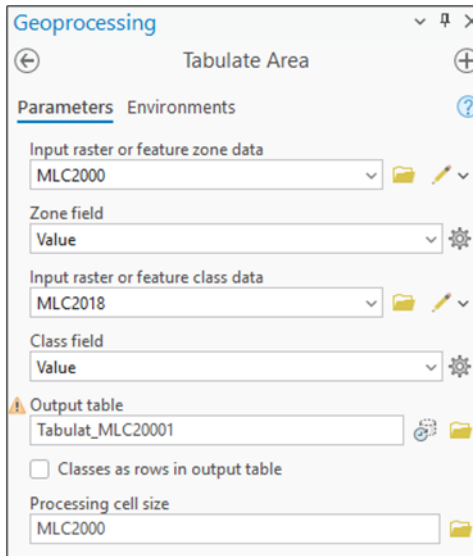 Geoprocessing
Tabulate Area
Parameters Environments
Input raster or feature zone data
MLC2000
Zone field
Value
Input raster or feature class data
MLC2018
Class field
Value
Output table
Tabulat_MLC20001
Classes as rows in output table
Processing cell size
MLC2000